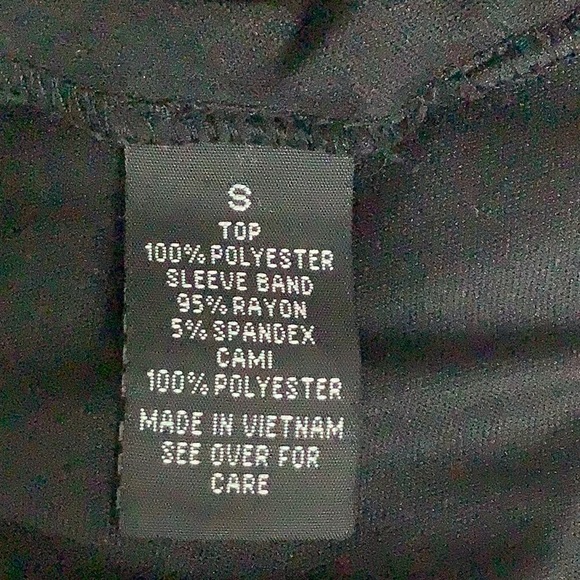 S
TOP
100% POLYESTER
SLEEVE BAND
95% RAYON
5% SPANDEX
CAMI
100% POLYESTER
MADE IN VIETNAM
SEE OVER FOR
CARE